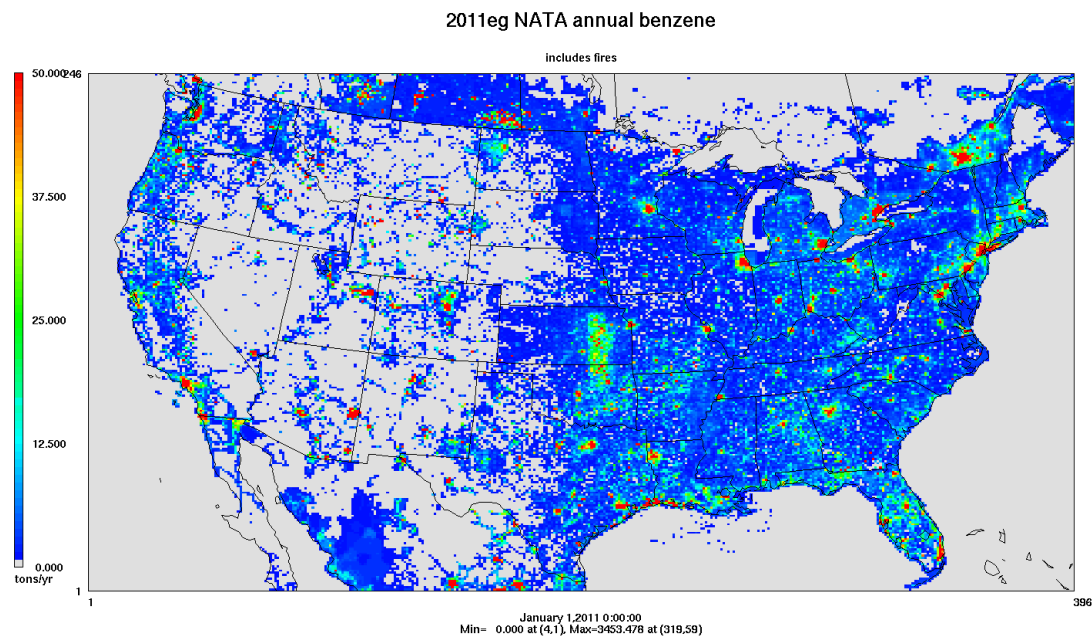 2011eg NATA annual benzene
includes fires
50.000
246
37.500
25.000
12.500
0.000
tons/yr
1
1
396
January 1,2011 0:00:00
Min= 0.000 at (4,1), Max=3453.478 at (319,59)